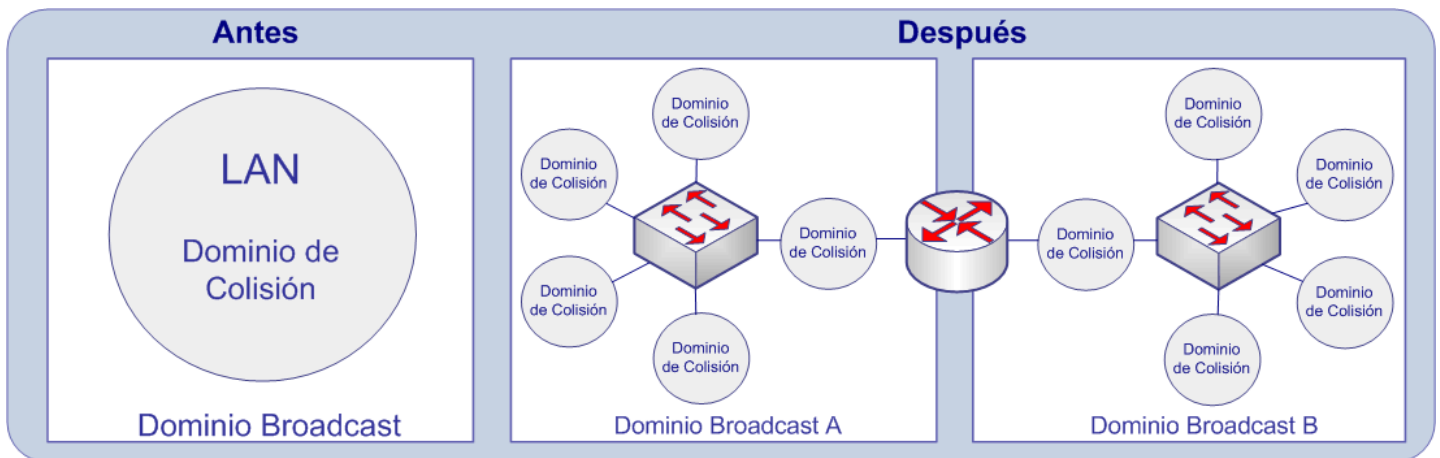 Antes
LAN
Dominio de
Colisión
Dominio Broadcast
Después
Dominio
de Colisión
Dominio
de Colisión
Dominio
de Colisión
Dominio
de Colisión
Dominio
de Colisión
Dominio Broadcast A
Dominio
de Colisión
Dominio
de Colisión
Dominio
de Colisión
Dominio
de Colisión
Dominio
de Colisión
Dominio Broadcast B